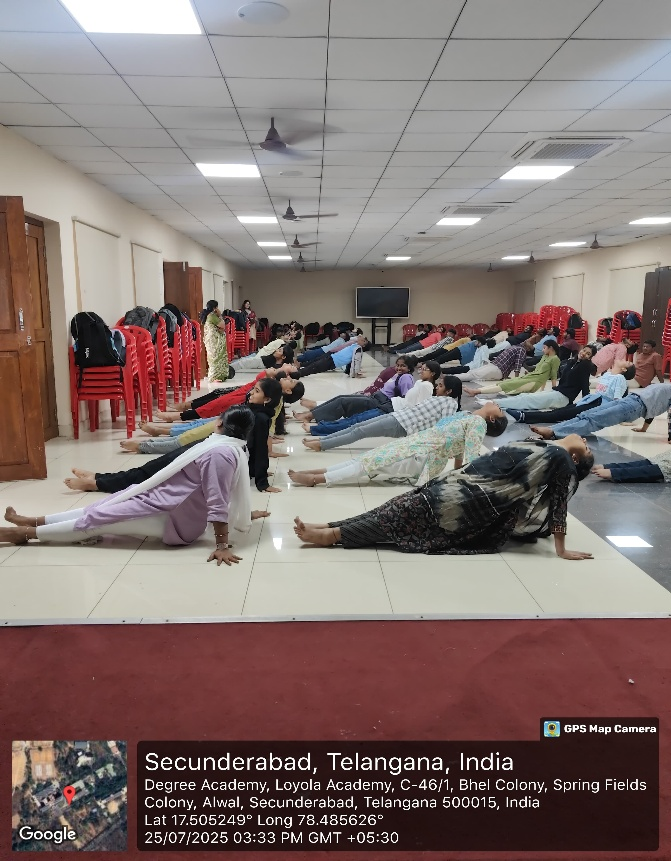 GPS Map Camera
Secunderabad, Telangana, India
Degree Academy, Loyola Academy, C-46/1, Bhel Colony, Spring Fields
Colony, Alwal, Secunderabad, Telangana 500015, India
Lat 17.505249° Long 78.485626°
25/07/2025 03:33 PM GMT +05:30
Google